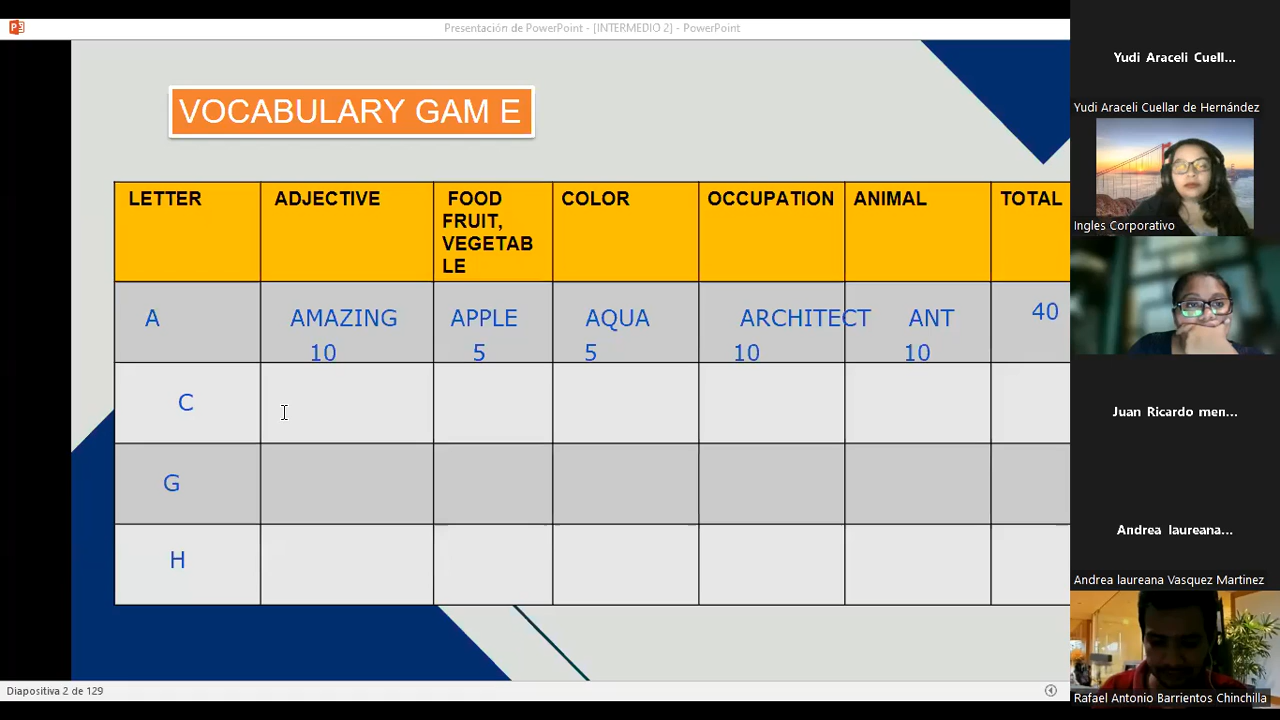 Presentación de PowerPoint - [INTERMEDIO 2] - PowerPoint
VOCABULARY GAM E
LETTER ADJECTIVE FOOD FRUIT, VEGETAB LE COLOR OCCUPATION ANIMAL TOTAL
A AMAZING APPLE AQUA ARCHITECT ANT 40
10 5 5 10 10
C
G
H
Diapositiva 2 de 129
Yudi Araceli Cuell...
Yudi Araceli Cuellar de Hernández
Ingles Corporativo
Juan Ricardo men...
Andrea laureana...
Andrea laureana Vasquez Martinez
Rafael Antonio Barrientos Chinchilla